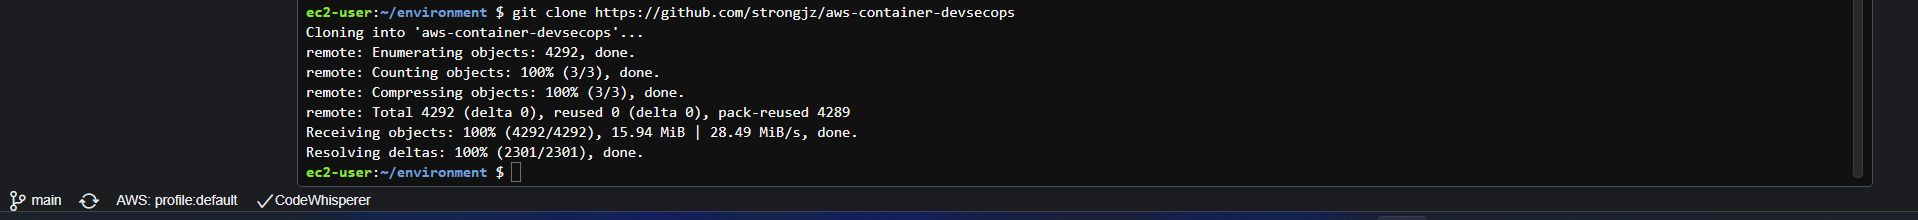 ec2-user:~/environment $ git clone https://github.com/strongjz/aws-container-devsecops
Cloning into 'aws-container-devsecops'...
remote: Enumerating objects: 4292, done.
remote: Counting objects: 100% (3/3), done.
remote: Compressing objects: 100% (3/3), done.
remote: Total 4292 (delta 0), reused 0 (delta 0), pack-reused 4289
Receiving objects: 100% (4292/4292), 15.94 MiB | 28.49 MiB/s, done.
Resolving deltas: 100% (2301/2301), done.
ec2-user:~/environment $
main AWS: profile:default CodeWhisperer